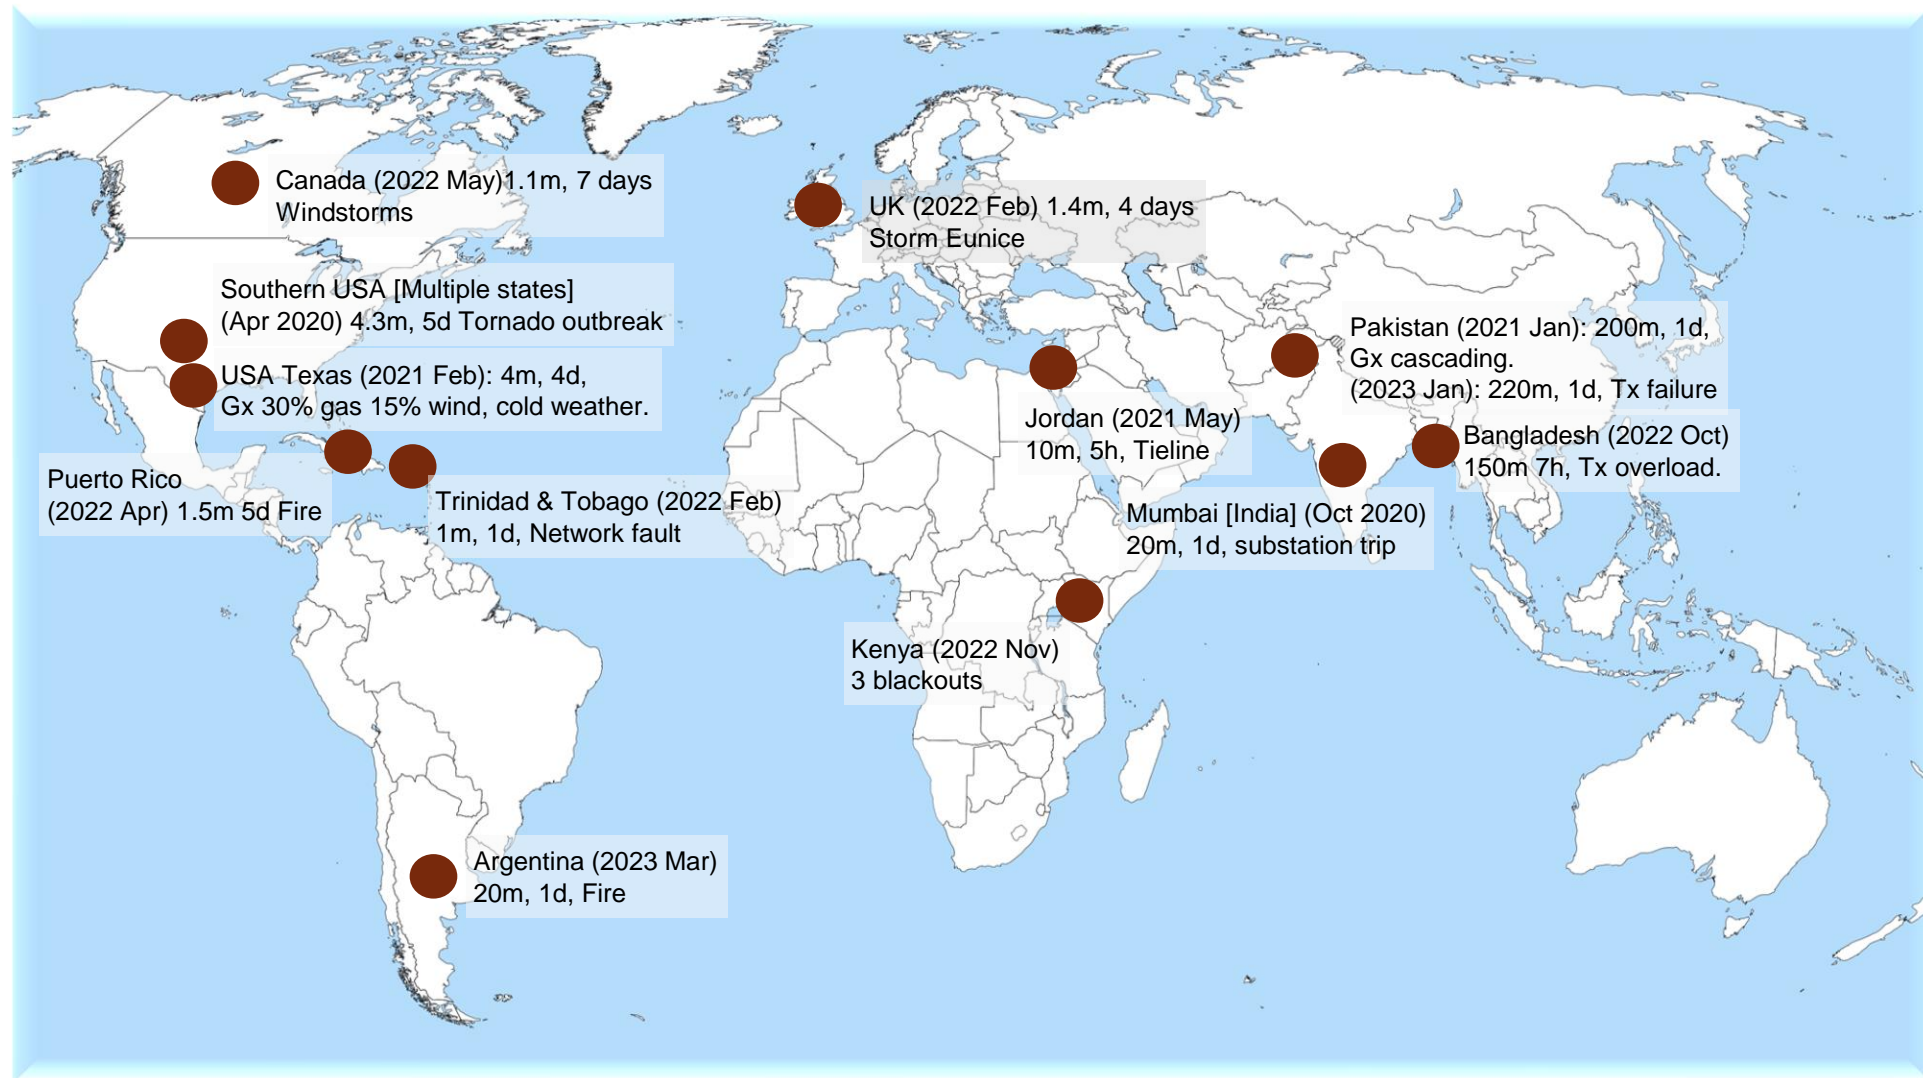 Canada (2022 May)1.1m, 7 days
Windstorms
UK (2022 Feb) 1.4m, 4 days
Storm Eunice
Southern USA [Multiple states]
(Apr 2020) 4.3m, 5d Tornado outbreak
USA Texas (2021 Feb): 4m, 4d,
Gx 30% gas 15% wind, cold weather.
Pakistan (2021 Jan): 200m, 1d,
Gx cascading.
(2023 Jan): 220m, 1d, Tx failure
Jordan (2021 May)
10m, 5h, Tieline
Bangladesh (2022 Oct)
150m 7h, Tx overload.
Puerto Rico
(2022 Apr) 1.5m 5d Fire
Trinidad & Tobago (2022 Feb)
1m, 1d, Network fault
Mumbai [India] (Oct 2020)
20m, 1d, substation trip
Kenya (2022 Nov)
3 blackouts
Argentina (2023 Mar)
20m, 1d, Fire